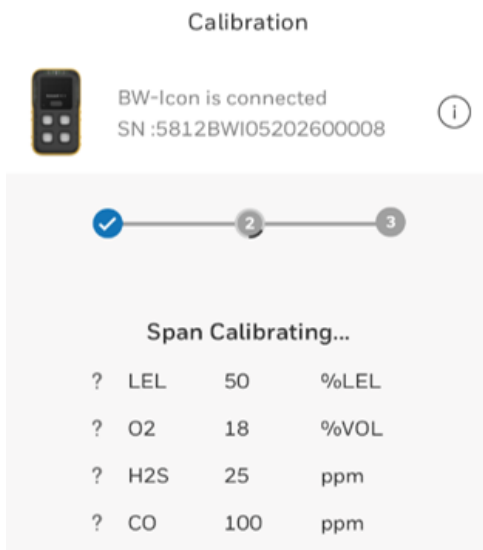 Calibration
BW-Icon is connected
SN :5812BWI05202600008
i
2
3
Span Calibrating...
? LEL 50 %LEL
? O2 18 %VOL
? H2S 25 ppm
? CO 100 ppm